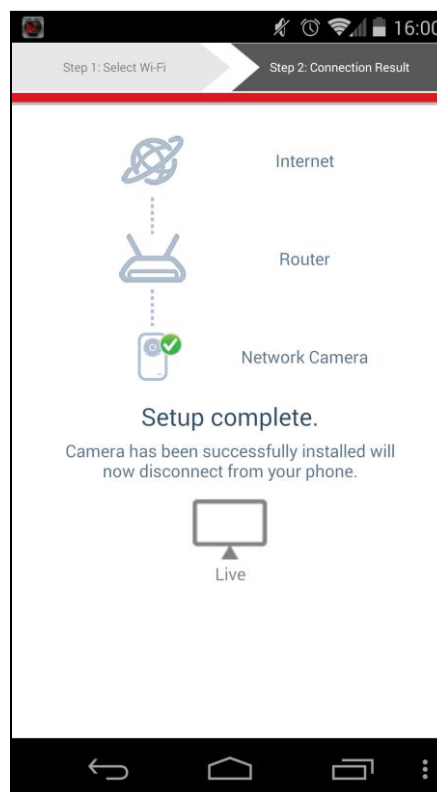 16:00
Step 1: Select Wi-Fi
Step 2: Connection Result
Internet
Router
Network Camera
Setup complete.
Camera has been successfully installed will
now disconnect from your phone.
Live